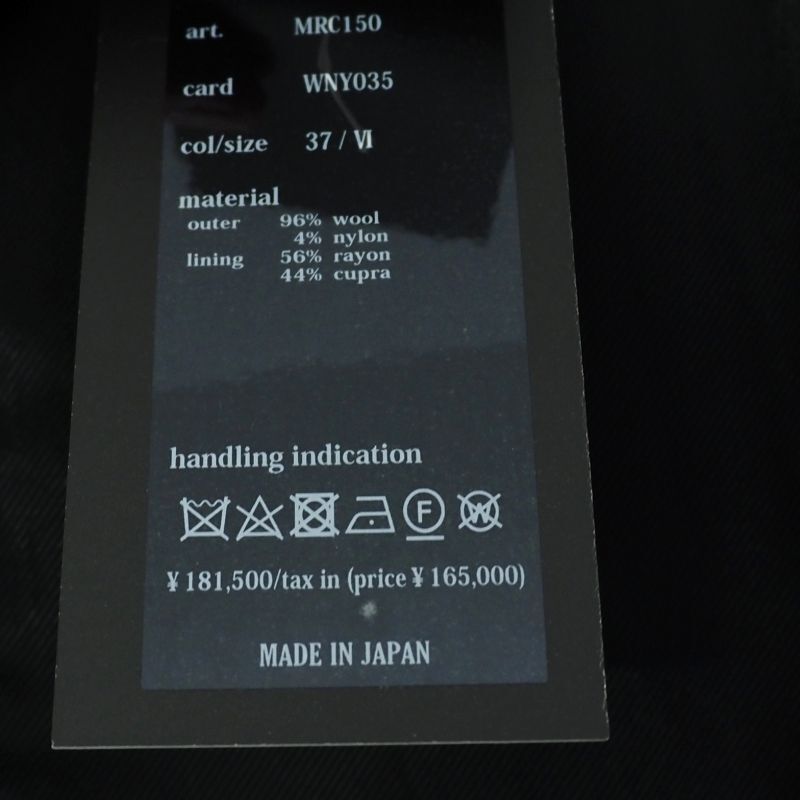 art. MRC150
card WNY035
col/size 37 / Ⅵ
material
outer 96% wool
4% nylon
lining 56% rayon
44% cupra
handling indication
F W
¥181,500/tax in (price¥165,000)
MADE IN JAPAN